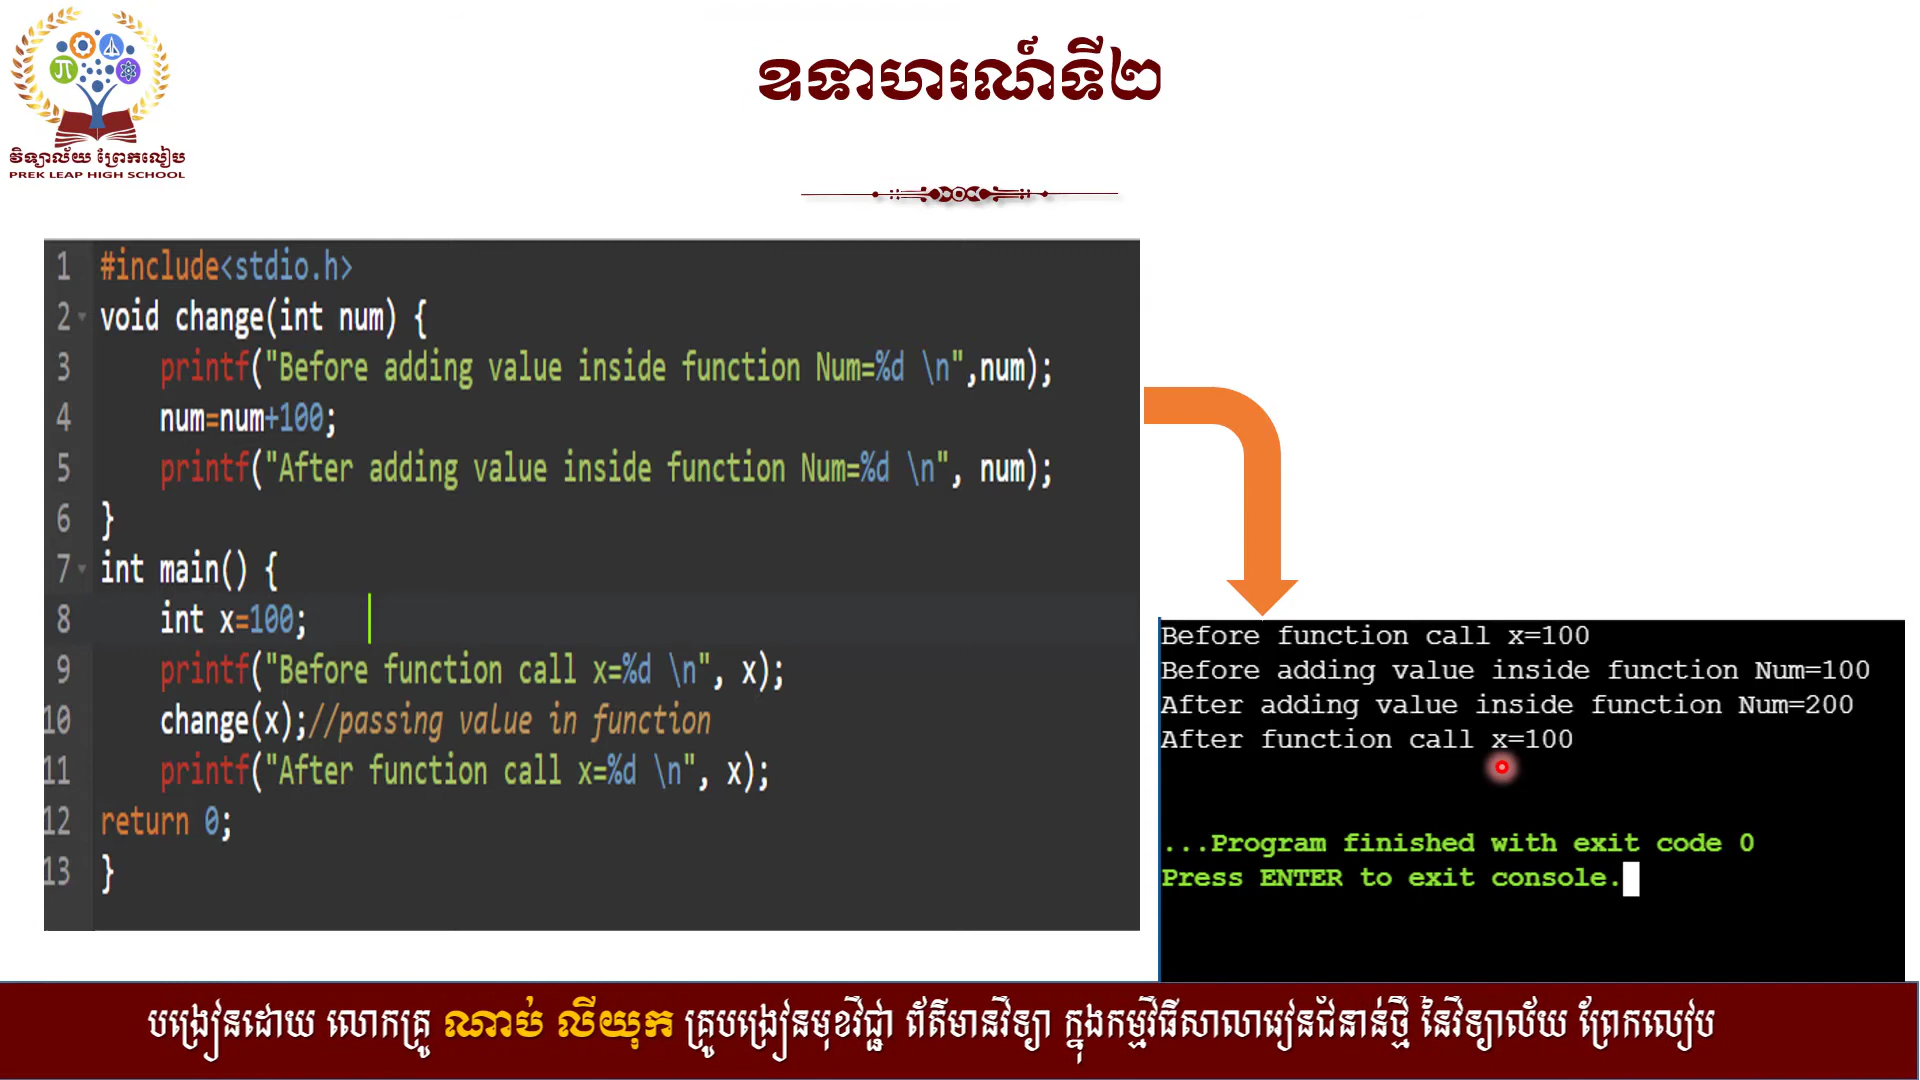 វិទ្យាល័យ ព្រែកលៀប
PREK LEAP HIGH SCHOOL
ឧទាហរណ៍ទី២
1 #include<stdio.h>
2 void change(int num) {
3     printf("Before adding value inside function Num=%d \n",num);
4     num=num+100;
5     printf("After adding value inside function Num=%d \n", num);
6 }
7 int main() {
8     int x=100;
9     printf("Before function call x=%d \n", x);
10     change(x);//passing value in function
11     printf("After function call x=%d \n", x);
12 return 0;
13 }
Before function call x=100
Before adding value inside function Num=100
After adding value inside function Num=200
After function call x=100
...Program finished with exit code 0
Press ENTER to exit console.
បង្រៀនដោយ លោកគ្រូ ណាប់ លីយុក គ្រូបង្រៀនមុខវិជ្ជា ព័ត៌មានវិទ្យា ក្នុងកម្មវិធីសាលារៀនជំនាន់ថ្មី នៃវិទ្យាល័យ ព្រែកលៀប